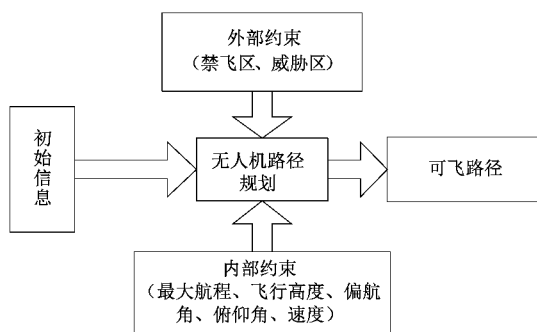 外部约束
（禁飞区、威胁区）
初
始
信
息
无人机路径
规划
可飞路径
内部约束
（最大航程、飞行高度、偏航
角、俯仰角、速度）